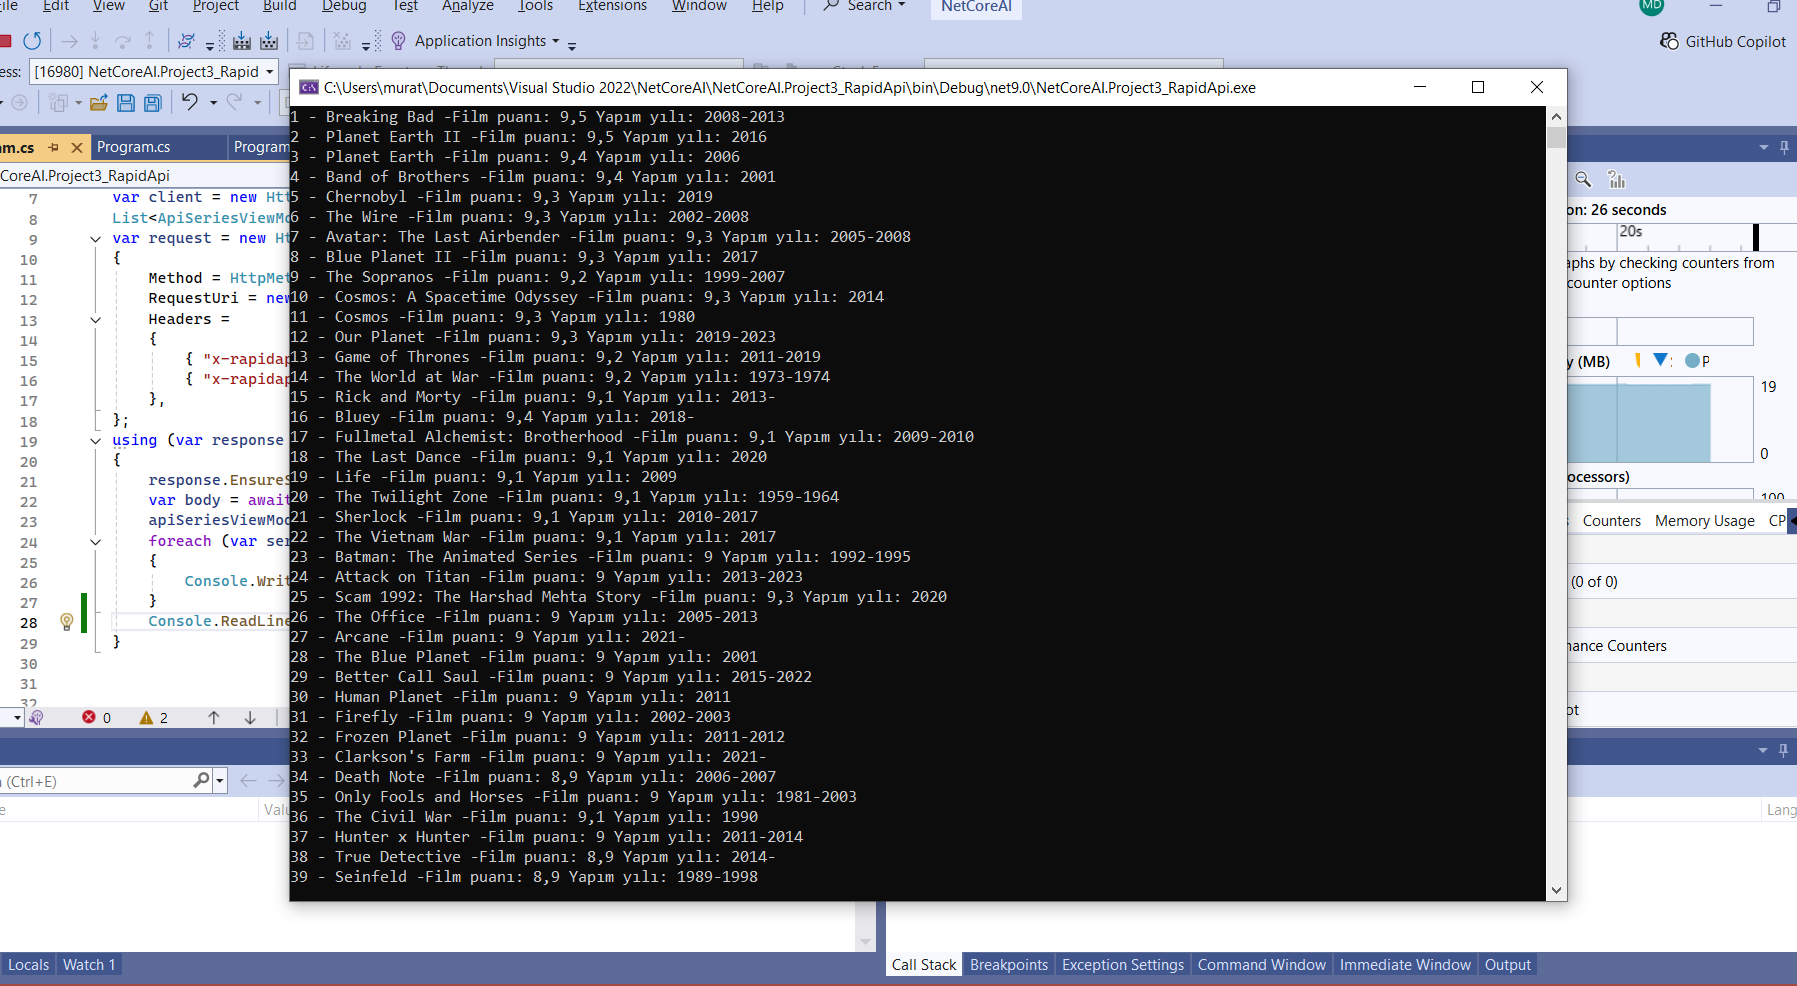 File Edit View Git Project Build Debug Test Analyze Tools Extensions Window Help Search NetCoreAI MD
Application Insights GitHub Copilot
[16980] NetCoreAI.Project3_Rapid
C:\Users\murat\Documents\Visual Studio 2022\NetCoreAI\NetCoreAI.Project3_RapidApi\bin\Debug\net9.0\NetCoreAI.Project3_RapidApi.exe
am.cs Program.cs Program
CoreAI.Project3_RapidApi
7 var client = new Htt
8 List<ApiSeriesViewMo
9 var request = new Ht
10 {
11 Method = HttpMet
12 RequestUri = new
13 Headers =
14 {
15 { "x-rapidap
16 { "x-rapidap
17 },
18 };
19 using (var response
20 {
21 response.EnsureS
22 var body = await
23 apiSeriesViewMod
24 foreach (var ser
25 {
26 Console.Writ
27 }
28 Console.ReadLine
29 }
30
31
32
1 - Breaking Bad -Film puanı: 9,5 Yapım yılı: 2008-2013
2 - Planet Earth II -Film puanı: 9,5 Yapım yılı: 2016
3 - Planet Earth -Film puanı: 9,4 Yapım yılı: 2006
4 - Band of Brothers -Film puanı: 9,4 Yapım yılı: 2001
5 - Chernobyl -Film puanı: 9,3 Yapım yılı: 2019
6 - The Wire -Film puanı: 9,3 Yapım yılı: 2002-2008
7 - Avatar: The Last Airbender -Film puanı: 9,3 Yapım yılı: 2005-2008
8 - Blue Planet II -Film puanı: 9,3 Yapım yılı: 2017
9 - The Sopranos -Film puanı: 9,2 Yapım yılı: 1999-2007
10 - Cosmos: A Spacetime Odyssey -Film puanı: 9,3 Yapım yılı: 2014
11 - Cosmos -Film puanı: 9,3 Yapım yılı: 1980
12 - Our Planet -Film puanı: 9,3 Yapım yılı: 2019-2023
13 - Game of Thrones -Film puanı: 9,2 Yapım yılı: 2011-2019
14 - The World at War -Film puanı: 9,2 Yapım yılı: 1973-1974
15 - Rick and Morty -Film puanı: 9,1 Yapım yılı: 2013-
16 - Bluey -Film puanı: 9,4 Yapım yılı: 2018-
17 - Fullmetal Alchemist: Brotherhood -Film puanı: 9,1 Yapım yılı: 2009-2010
18 - The Last Dance -Film puanı: 9,1 Yapım yılı: 2020
19 - Life -Film puanı: 9,1 Yapım yılı: 2009
20 - The Twilight Zone -Film puanı: 9,1 Yapım yılı: 1959-1964
21 - Sherlock -Film puanı: 9,1 Yapım yılı: 2010-2017
22 - The Vietnam War -Film puanı: 9,1 Yapım yılı: 2017
23 - Batman: The Animated Series -Film puanı: 9 Yapım yılı: 1992-1995
24 - Attack on Titan -Film puanı: 9 Yapım yılı: 2013-2023
25 - Scam 1992: The Harshad Mehta Story -Film puanı: 9,3 Yapım yılı: 2020
26 - The Office -Film puanı: 9 Yapım yılı: 2005-2013
27 - Arcane -Film puanı: 9 Yapım yılı: 2021-
28 - The Blue Planet -Film puanı: 9 Yapım yılı: 2001
29 - Better Call Saul -Film puanı: 9 Yapım yılı: 2015-2022
30 - Human Planet -Film puanı: 9 Yapım yılı: 2011
31 - Firefly -Film puanı: 9 Yapım yılı: 2002-2003
32 - Frozen Planet -Film puanı: 9 Yapım yılı: 2011-2012
33 - Clarkson's Farm -Film puanı: 9 Yapım yılı: 2021-
34 - Death Note -Film puanı: 8,9 Yapım yılı: 2006-2007
35 - Only Fools and Horses -Film puanı: 9 Yapım yılı: 1981-2003
36 - The Civil War -Film puanı: 9,1 Yapım yılı: 1990
37 - Hunter x Hunter -Film puanı: 9 Yapım yılı: 2011-2014
38 - True Detective -Film puanı: 8,9 Yapım yılı: 2014-
39 - Seinfeld -Film puanı: 8,9 Yapım yılı: 1989-1998
on: 26 seconds
20s
aphs by checking counters from
counter options
y (MB) P
19
0
ocessors)
100
Counters Memory Usage CP
(0 of 0)
nance Counters
ot
0 2
(Ctrl+E)
Valu
Lang
Locals Watch 1
Call Stack Breakpoints Exception Settings Command Window Immediate Window Output